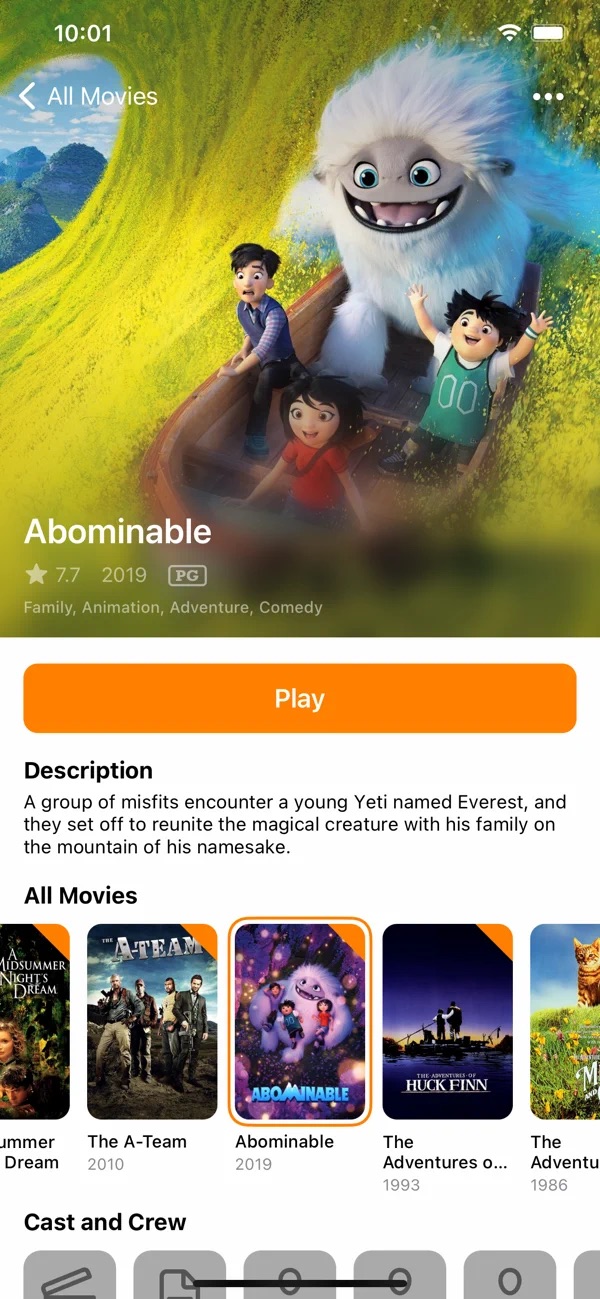 10:01
All Movies
Abominable
7.7 2019 PG
Family, Animation, Adventure, Comedy
00
Play
Description
A group of misfits encounter a young Yeti named Everest, and
they set off to reunite the magical creature with his family on
the mountain of his namesake.
All Movies
A
MIDSUMMER
NIGHT'S
DREAM
THE A-TEAM
ABOMINABLE
THE ADVENTURES OF
HUCK FINN
ummer
Dream
The A-Team
2010
Abominable
2019
The
Adventures o...
1993
The
Adventu
1986
Cast and Crew